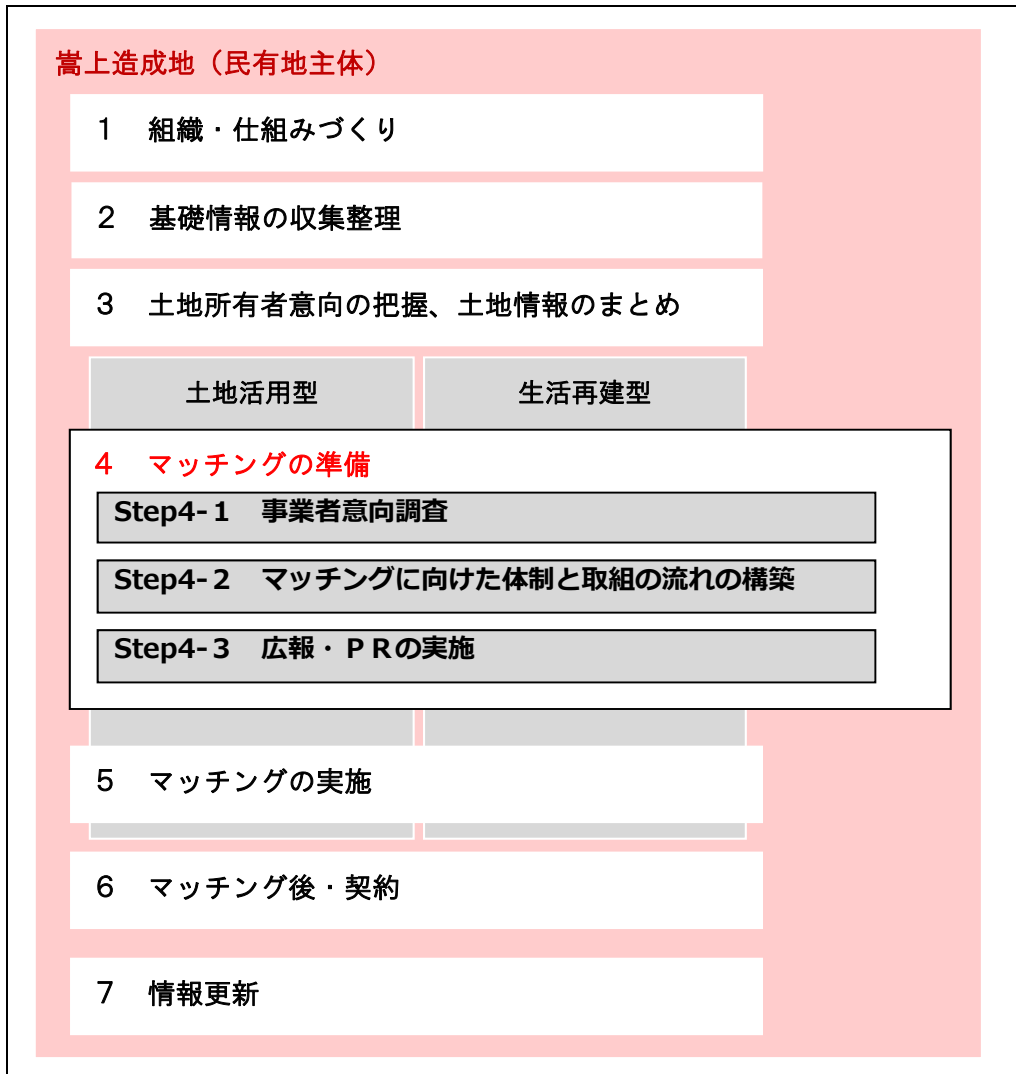 嵩上造成地（民有地主体）
１　組織・仕組みづくり
２　基礎情報の収集整理
３　土地所有者意向の把握、土地情報のまとめ
土地活用型
生活再建型
４　マッチングの準備
Step4-１　事業者意向調査
Step4-２　マッチングに向けた体制と取組の流れの構築
Step4-３　広報・ＰＲの実施
５　マッチングの実施
６　マッチング後・契約
７　情報更新